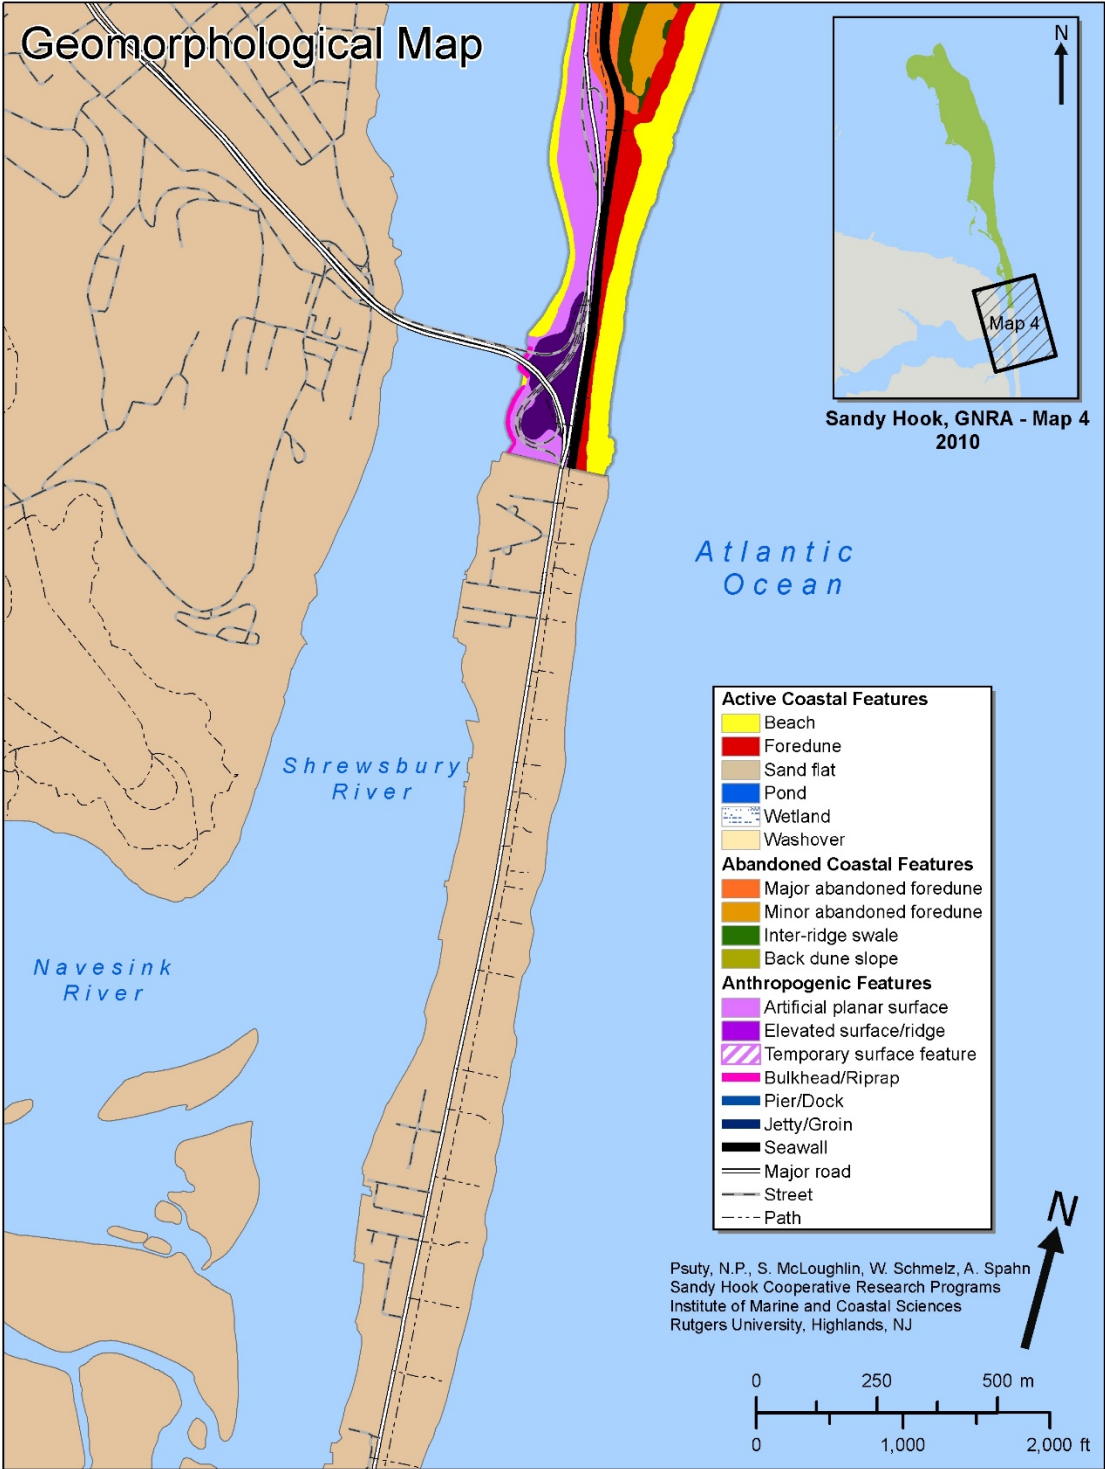 Geomorphological Map
N
Map 4
Sandy Hook, GNRA - Map 4
2010
Atlantic
Ocean
Shrewsbury
River
Navesink
River
Active Coastal Features
Beach
Foredune
Sand flat
Pond
Wetland
Washover
Abandoned Coastal Features
Major abandoned foredune
Minor abandoned foredune
Inter-ridge swale
Back dune slope
Anthropogenic Features
Artificial planar surface
Elevated surface/ridge
Temporary surface feature
Bulkhead/Riprap
Pier/Dock
Jetty/Groin
Seawall
Major road
Street
Path
N
Psuty, N.P., S. McLoughlin, W. Schmelz, A. Spahn
Sandy Hook Cooperative Research Programs
Institute of Marine and Coastal Sciences
Rutgers University, Highlands, NJ
0 250 500 m
0 1,000 2,000 ft